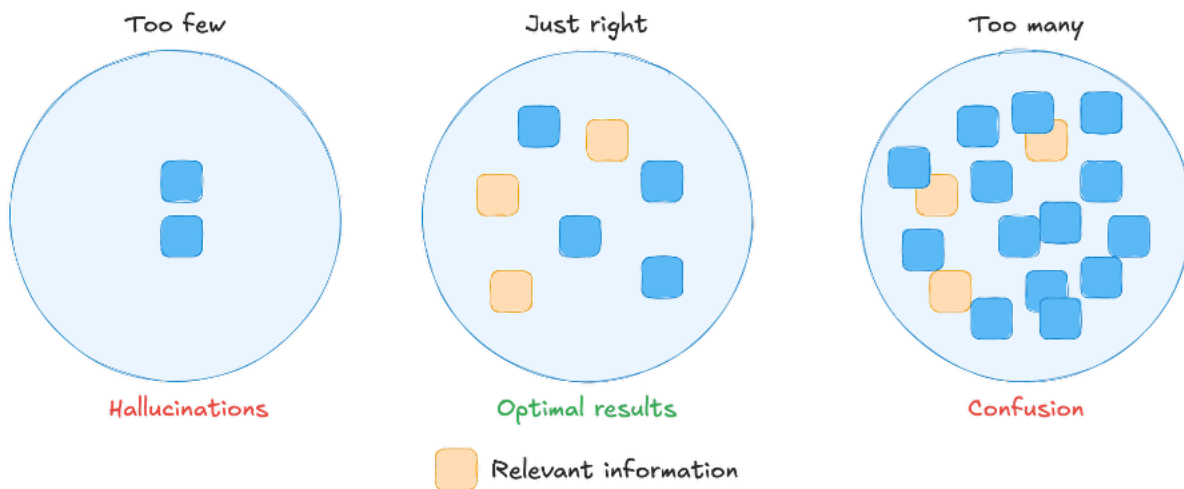 Too few
Just right
Too many
Hallucinations
Optimal results
Confusion
Relevant information